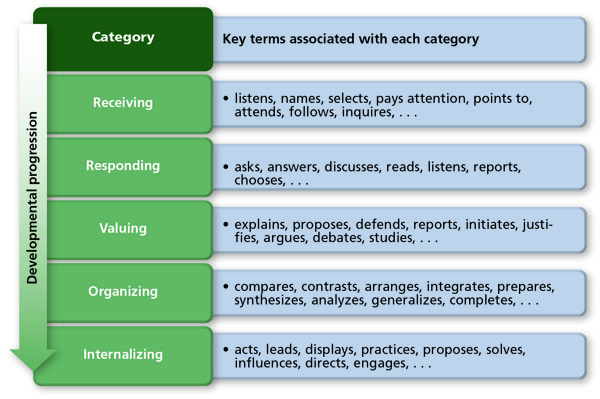 Category
Key terms associated with each category
Developmental progression
Receiving
• listens, names, selects, pays attention, points to,
attends, follows, inquires, . . .
Responding
• asks, answers, discusses, reads, listens, reports,
chooses, . . .
Valuing
• explains, proposes, defends, reports, initiates, justi-
fies, argues, debates, studies, . . .
Organizing
• compares, contrasts, arranges, integrates, prepares,
synthesizes, analyzes, generalizes, completes, . . .
Internalizing
• acts, leads, displays, practices, proposes, solves,
influences, directs, engages, . . .